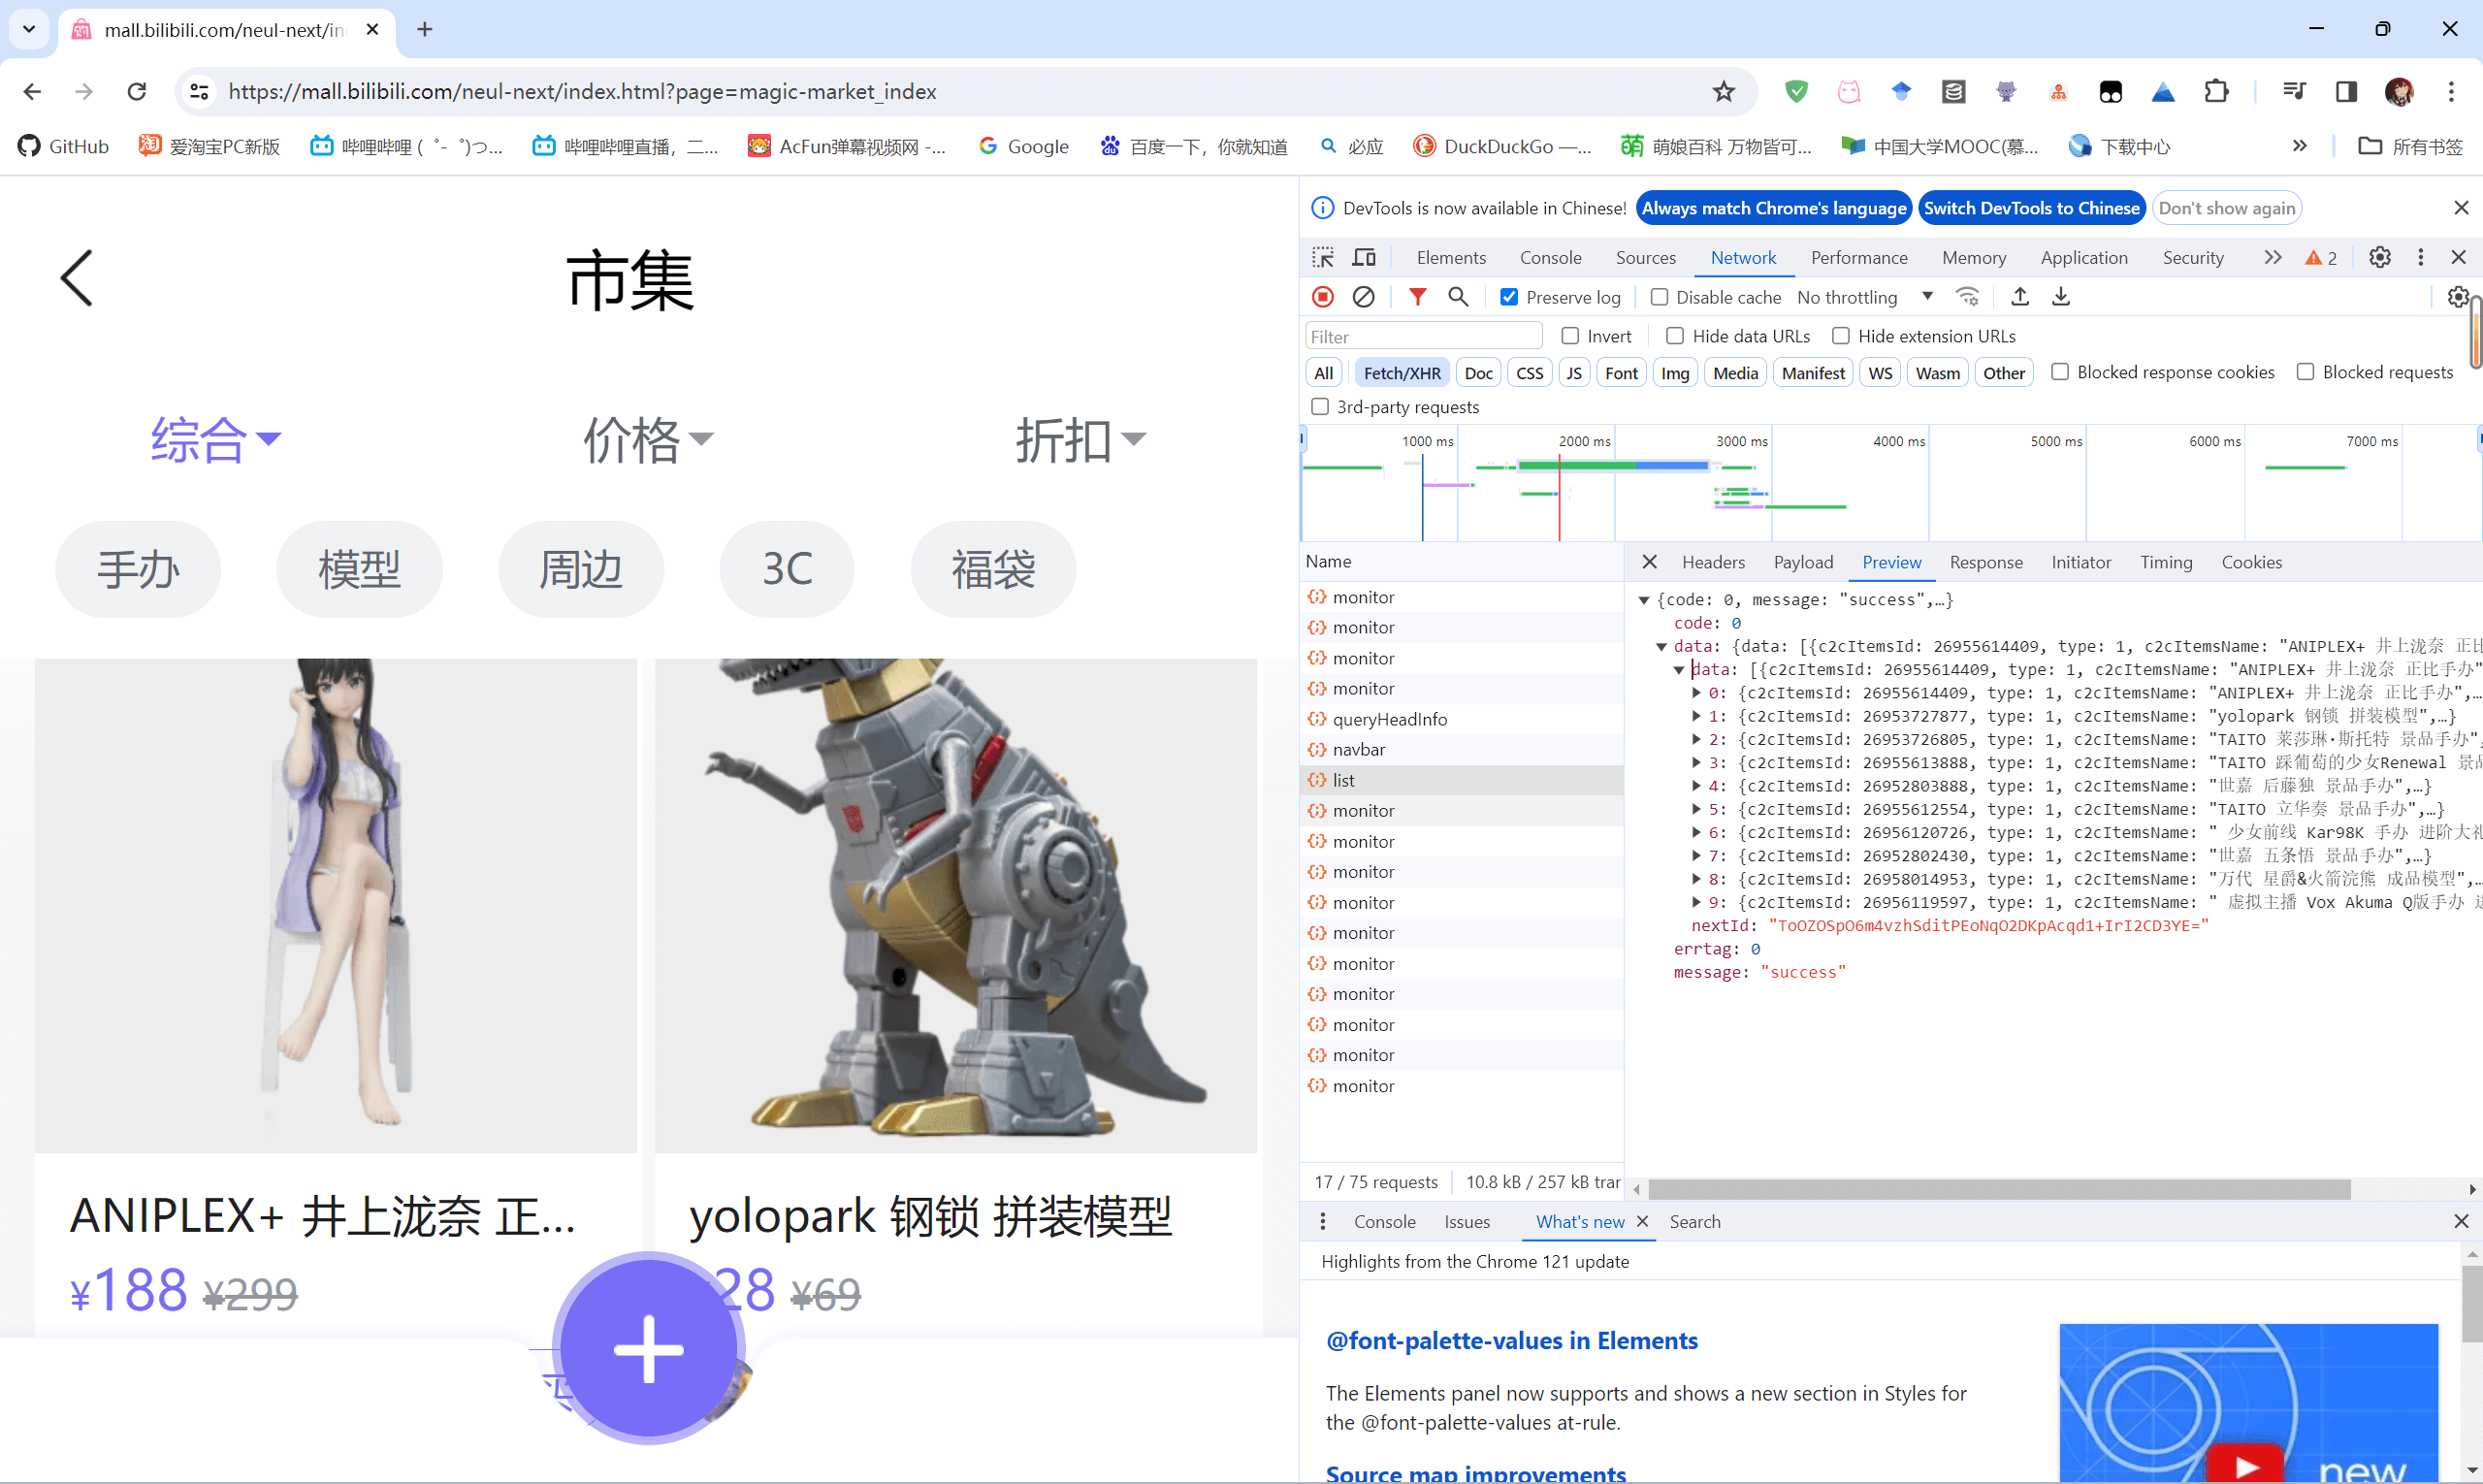 mall.bilibili.com/neul-next/in
https://mall.bilibili.com/neul-next/index.html?page=magic-market_index
GitHub 爱淘宝PC新版 哔哩哔哩 (゜-゜)つ... 哔哩哔哩直播，二... AcFun弹幕视频网 -... Google 百度一下，你就知道 必应 DuckDuckGo —... 萌娘百科 万物皆可... 中国大学MOOC(慕... 下载中心 » 所有书签
市集
综合 价格 折扣
手办 模型 周边 3C 福袋
ANIPLEX+ 井上泷奈 正... yolopark 钢锁 拼装模型
¥188 ¥299 28 ¥69
DevTools is now available in Chinese! Always match Chrome's language Switch DevTools to Chinese Don't show again
Elements Console Sources Network Performance Memory Application Security 2
Preserve log Disable cache No throttling
Filter Invert Hide data URLs Hide extension URLs
All Fetch/XHR Doc CSS JS Font Img Media Manifest WS Wasm Other Blocked response cookies Blocked requests
3rd-party requests
1000 ms 2000 ms 3000 ms 4000 ms 5000 ms 6000 ms 7000 ms
Name
monitor
monitor
monitor
monitor
queryHeadInfo
navbar
list
monitor
monitor
monitor
monitor
monitor
monitor
monitor
monitor
monitor
monitor
17 / 75 requests 10.8 kB / 257 kB trar
Headers Payload Preview Response Initiator Timing Cookies
{code: 0, message: "success",…}
code: 0
data: {data: [{c2cItemsId: 26955614409, type: 1, c2cItemsName: "ANIPLEX+ 井上泷奈 正比
data: [{c2cItemsId: 26955614409, type: 1, c2cItemsName: "ANIPLEX+ 井上泷奈 正比手办"
0: {c2cItemsId: 26955614409, type: 1, c2cItemsName: "ANIPLEX+ 井上泷奈 正比手办",…
1: {c2cItemsId: 26953727877, type: 1, c2cItemsName: "yolopark 钢锁 拼装模型",…}
2: {c2cItemsId: 26953726805, type: 1, c2cItemsName: "TAITO 莱莎琳·斯托特 景品手办",
3: {c2cItemsId: 26955613888, type: 1, c2cItemsName: "TAITO 踩葡萄的少女Renewal 景品
4: {c2cItemsId: 26952803888, type: 1, c2cItemsName: "世嘉 后藤独 景品手办",…}
5: {c2cItemsId: 26955612554, type: 1, c2cItemsName: "TAITO 立华奏 景品手办",…}
6: {c2cItemsId: 26956120726, type: 1, c2cItemsName: " 少女前线 Kar98K 手办 进阶大礼
7: {c2cItemsId: 26952802430, type: 1, c2cItemsName: "世嘉 五条悟 景品手办",…}
8: {c2cItemsId: 26958014953, type: 1, c2cItemsName: "万代 星爵&火箭浣熊 成品模型",…
9: {c2cItemsId: 26956119597, type: 1, c2cItemsName: " 虚拟主播 Vox Akuma Q版手办 进
nextId: "ToOZOSpO6m4vzhSditPEoNqO2DKpAcqd1+IrI2CD3YE="
errtag: 0
message: "success"
Console Issues What's new Search
Highlights from the Chrome 121 update
@font-palette-values in Elements
The Elements panel now supports and shows a new section in Styles for
the @font-palette-values at-rule.
Source map improvements
new